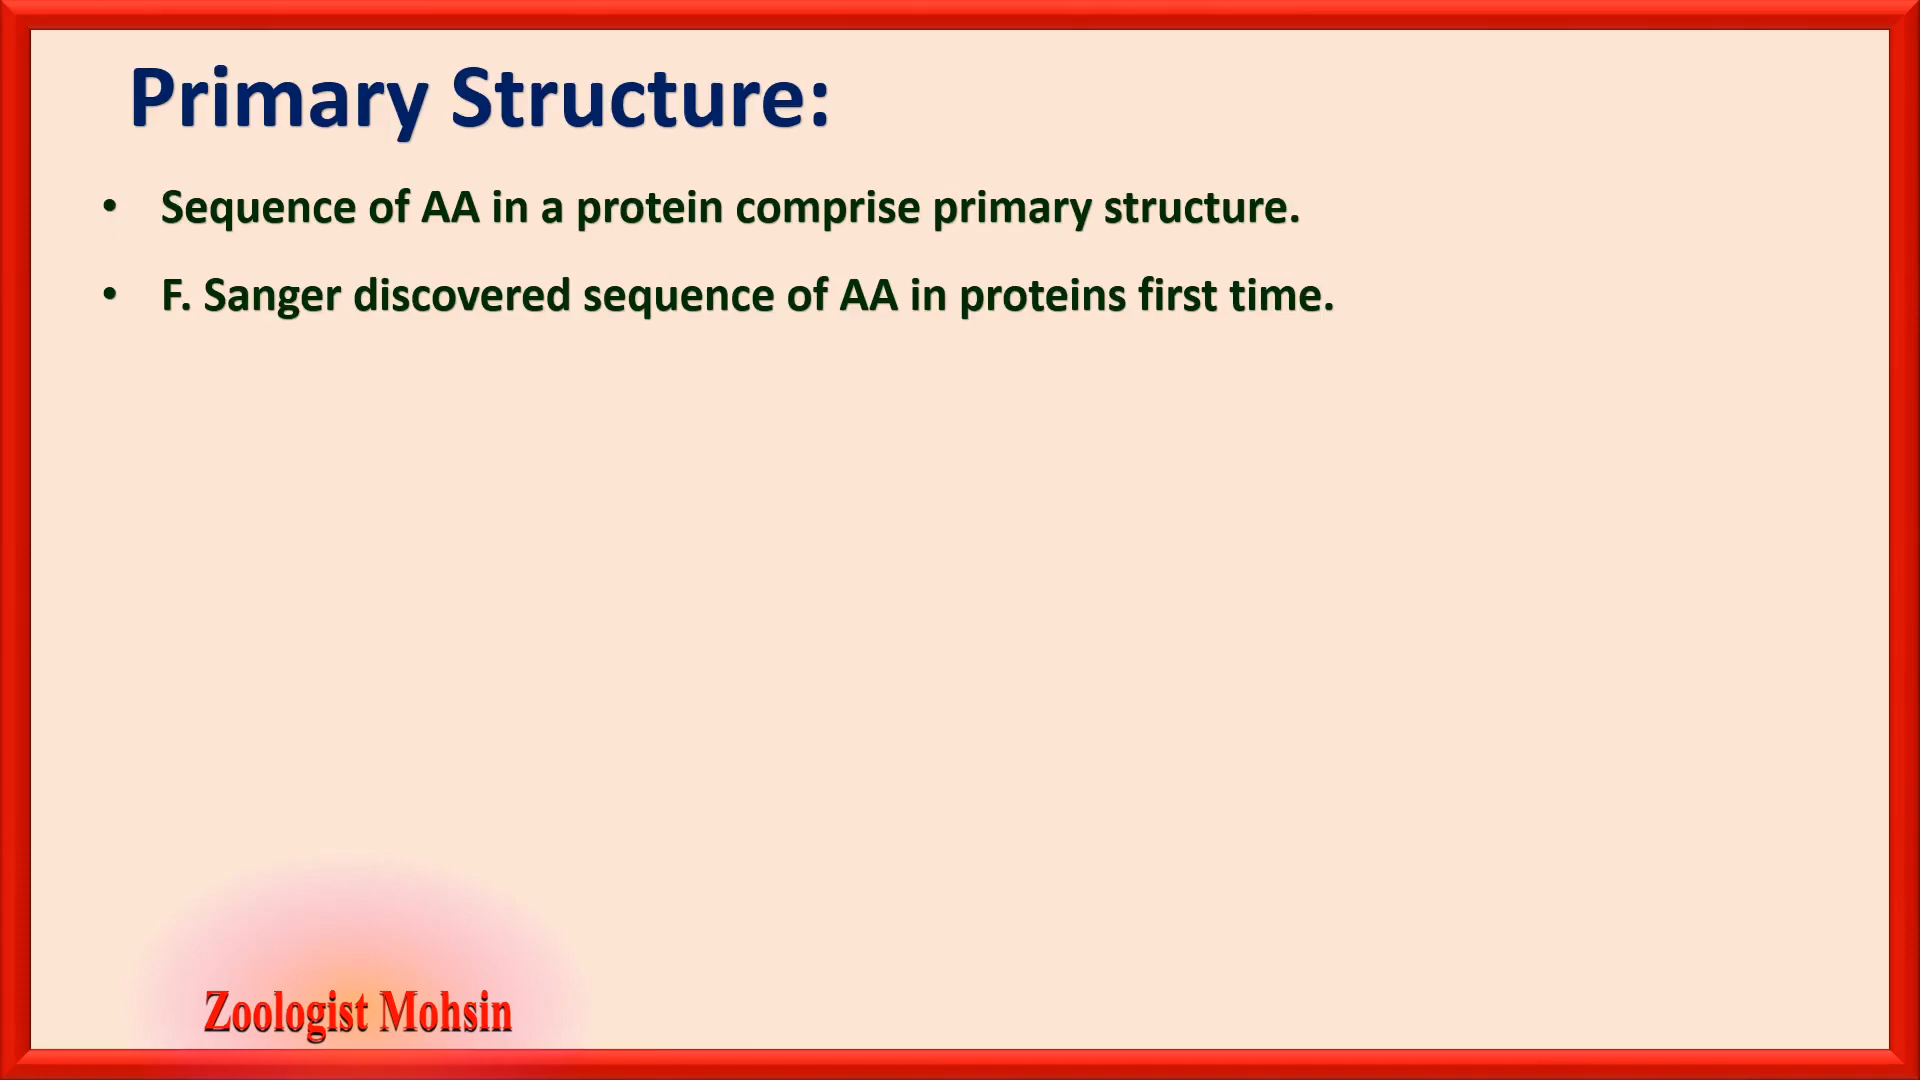 Primary Structure:
• Sequence of AA in a protein comprise primary structure.
• F. Sanger discovered sequence of AA in proteins first time.
Zoologist Mohsin